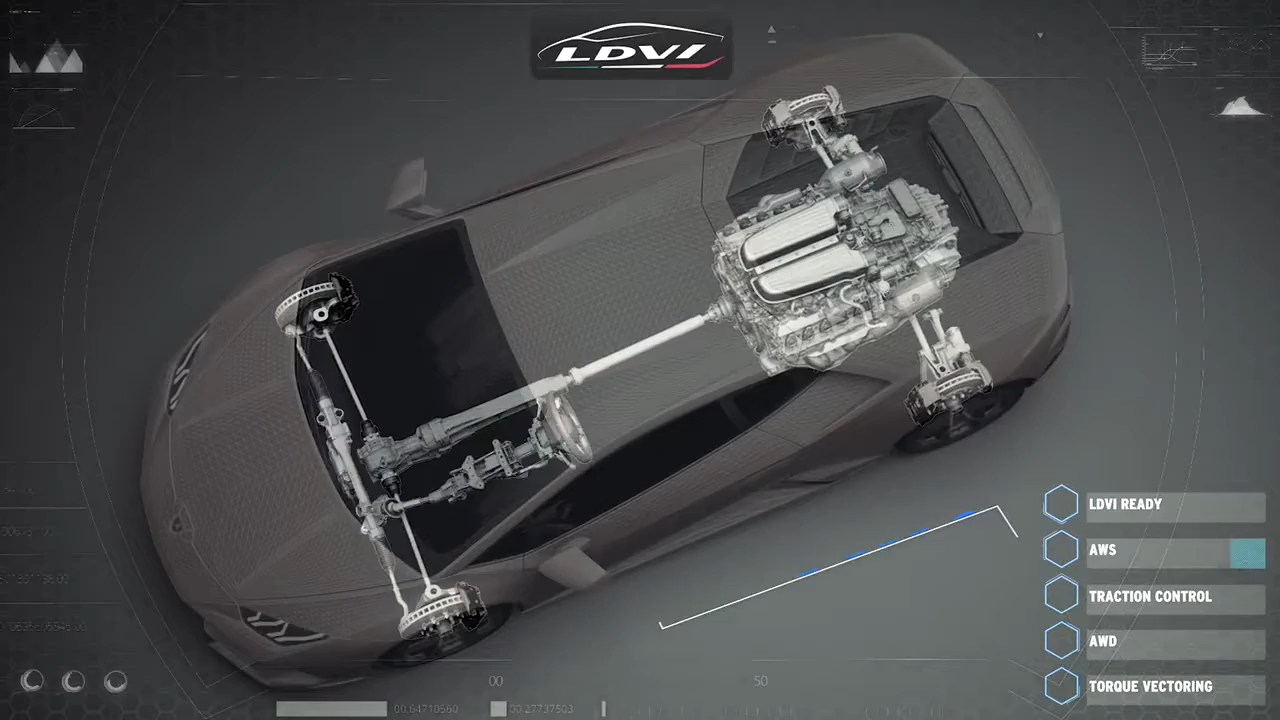 LDVI
LDVI READY
AWS
TRACTION CONTROL
AWD
TORQUE VECTORING
00
50
00.64710560
00.27737503